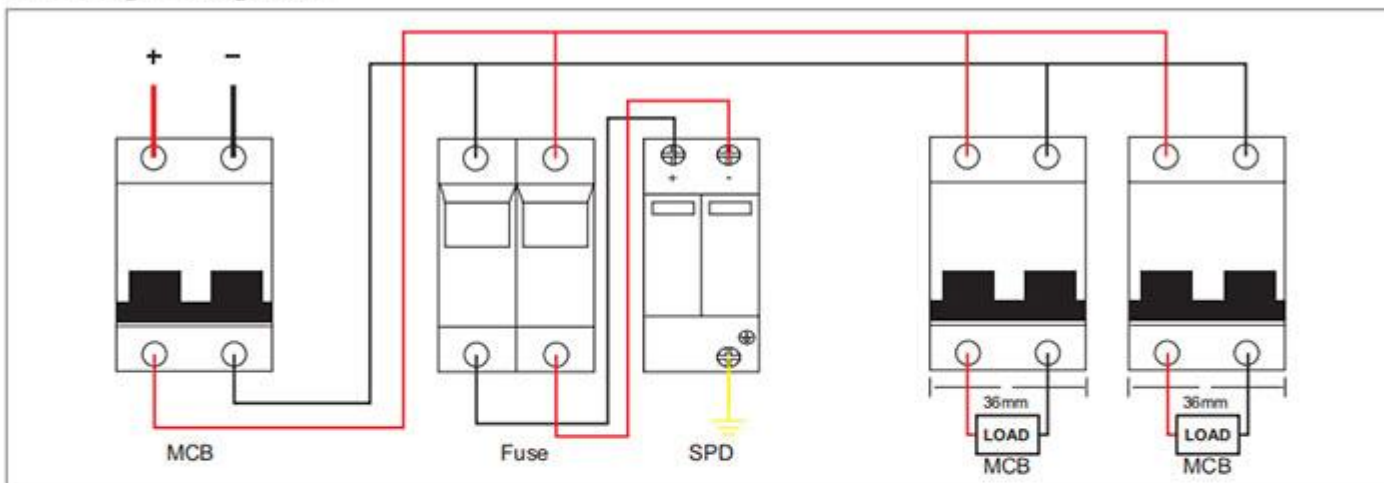 + −
+ -
36mm 36mm
LOAD LOAD
MCB Fuse SPD MCB MCB